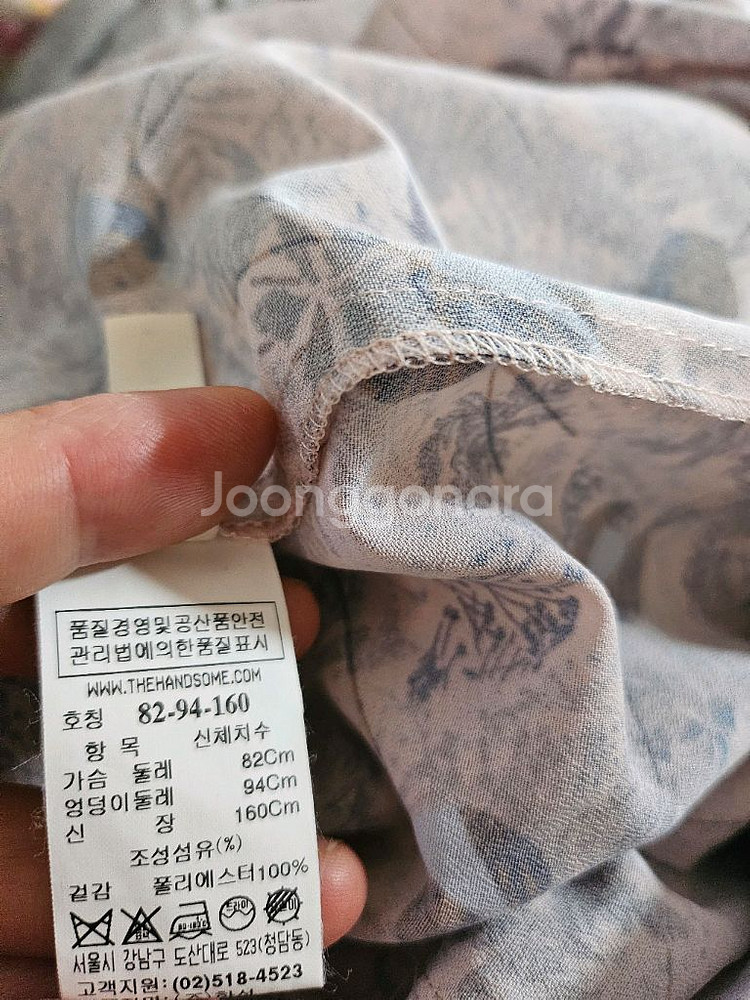 Joonggonara
품질경영및공산품안전
관리법에의한품질표시
WWW.THEHANDSOME.COM
호칭 82-94-160
항 목 신체치수
가슴 둘레 82Cm
엉덩이둘레 94Cm
신 장 160Cm
조성섬유(%)
겉감 폴리에스터100%
드라이
서울시 강남구 도산대로 523(청담동)
고객지원: (02)518-4523